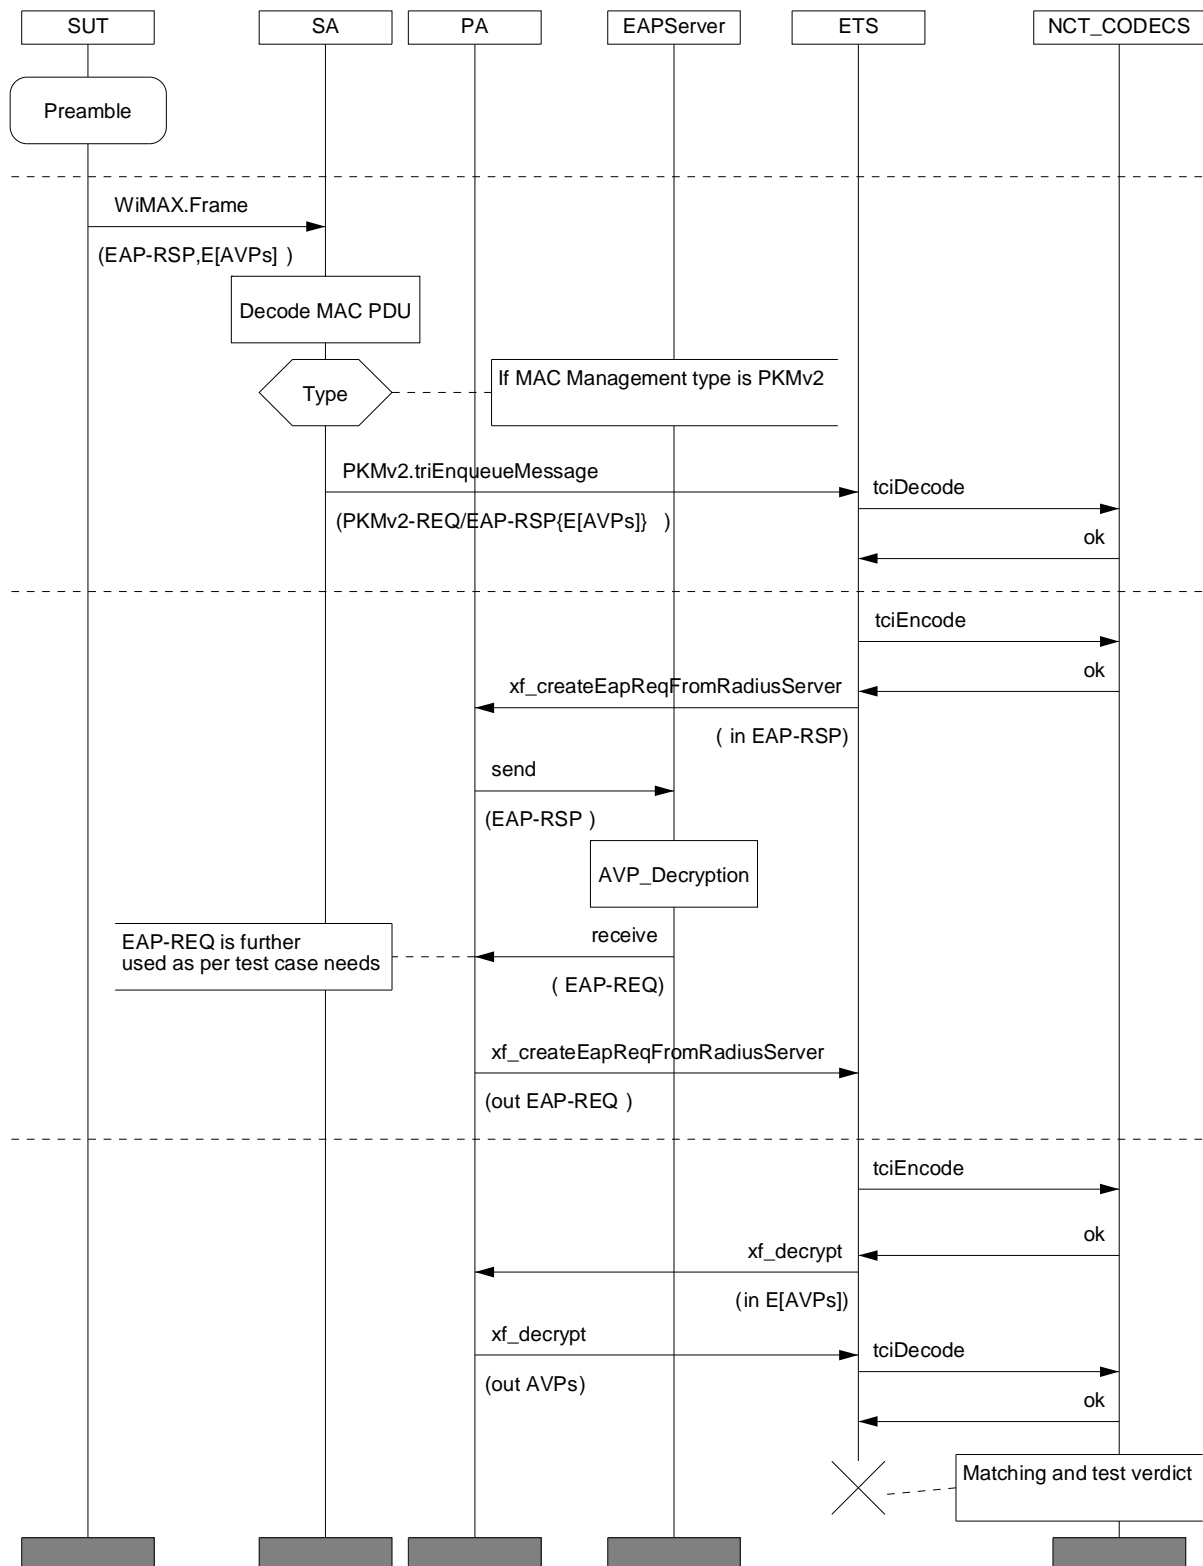 SUT
SA
PA
EAPServer
ETS
NCT_CODECS
Preamble
WiMAX.Frame
(EAP-RSP,E[AVPs] )
Decode MAC PDU
Type
If MAC Management type is PKMv2
PKMv2.triEnqueueMessage
(PKMv2-REQ/EAP-RSP{E[AVPs]} )
tciDecode
ok
tciEncode
ok
xf_createEapReqFromRadiusServer
( in EAP-RSP)
send
(EAP-RSP )
AVP_Decryption
receive
EAP-REQ is further
used as per test case needs
( EAP-REQ)
xf_createEapReqFromRadiusServer
(out EAP-REQ )
tciEncode
ok
xf_decrypt
(in E[AVPs])
xf_decrypt
(out AVPs)
tciDecode
ok
Matching and test verdict